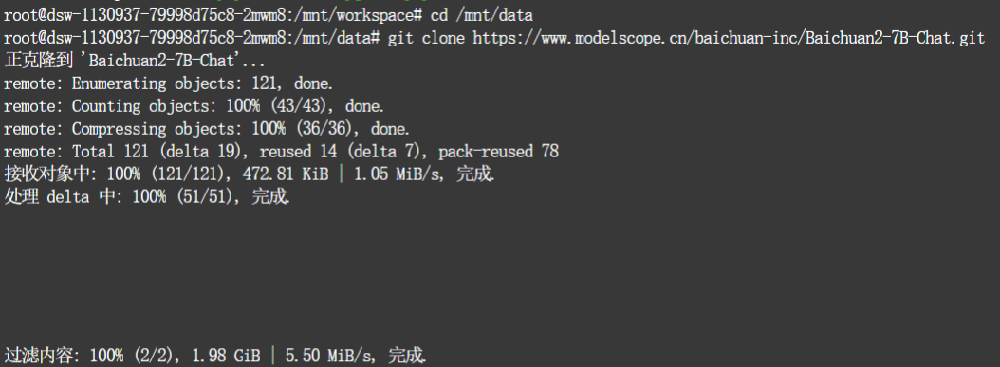 root@dsw-1130937-79998d75c8-2mwm8:/mnt/workspace# cd /mnt/data
root@dsw-1130937-79998d75c8-2mwm8:/mnt/data# git clone https://www.modelscope.cn/baichuan-inc/Baichuan2-7B-Chat.git
正克隆到 'Baichuan2-7B-Chat'...
remote: Enumerating objects: 121, done.
remote: Counting objects: 100% (43/43), done.
remote: Compressing objects: 100% (36/36), done.
remote: Total 121 (delta 19), reused 14 (delta 7), pack-reused 78
接收对象中: 100% (121/121), 472.81 KiB | 1.05 MiB/s, 完成.
处理 delta 中: 100% (51/51), 完成.
过滤内容: 100% (2/2), 1.98 GiB | 5.50 MiB/s, 完成.